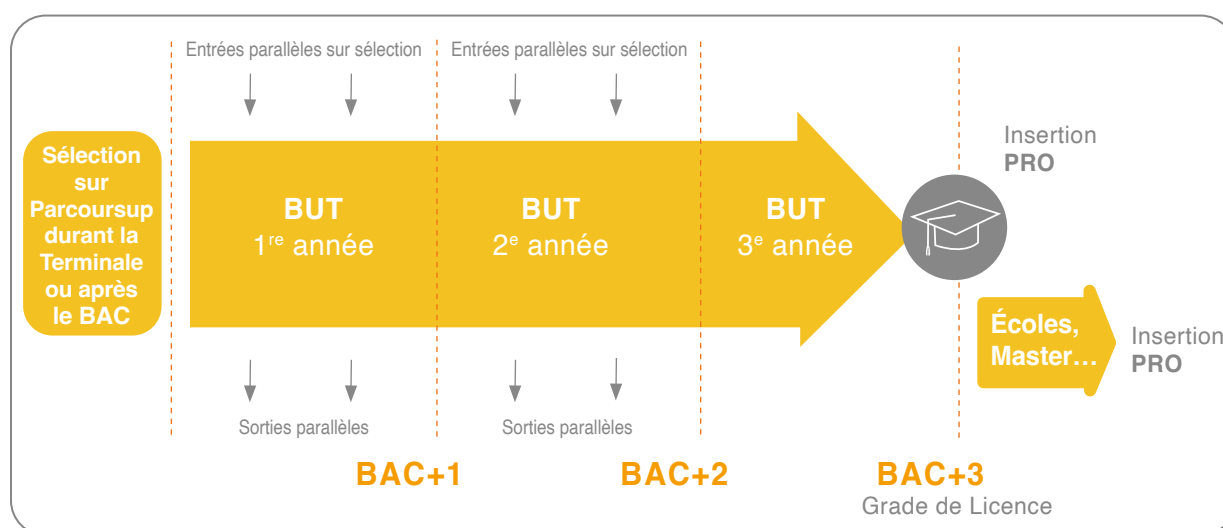 Entrées parallèles sur sélection
Entrées parallèles sur sélection
Sélection
sur
Parcoursup
durant la
Terminale
ou après
le BAC
BUT
1re année
BUT
2e année
BUT
3e année
Insertion
PRO
Écoles,
Master…
Insertion
PRO
Sorties parallèles
Sorties parallèles
BAC+1
BAC+2
BAC+3
Grade de Licence